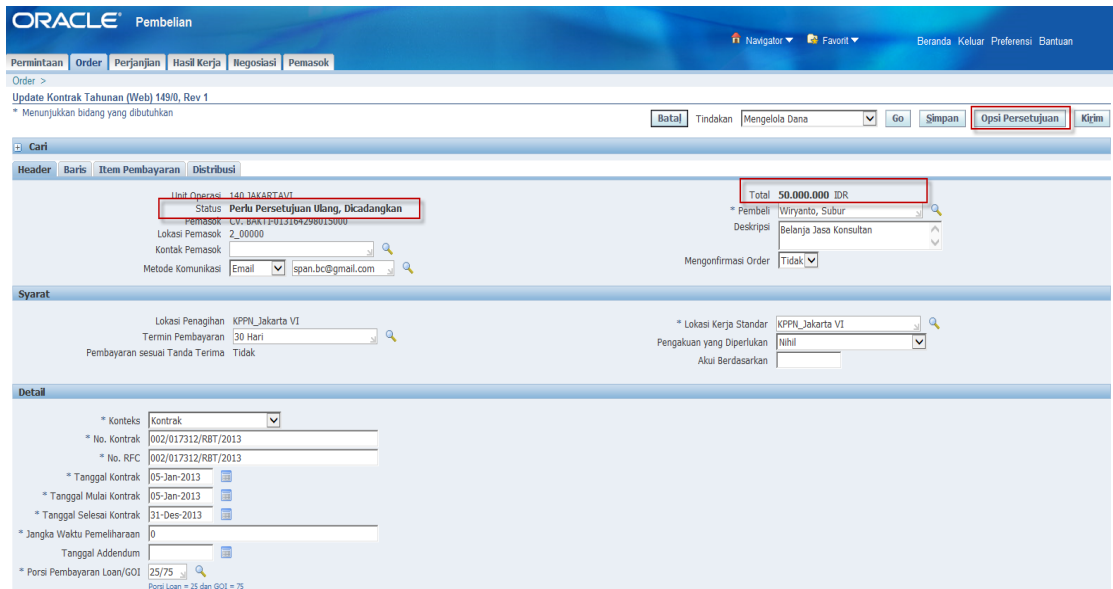 ORACLE Pembelian
Navigator Favorit Beranda Keluar Preferensi Bantuan
Permintaan Order Perjanjian Hasil Kerja Negosiasi Pemasok
Order >
Update Kontrak Tahunan (Web) 149/0, Rev 1
* Menunjukkan bidang yang dibutuhkan
Batal Tindakan Mengelola Dana Go Simpan Opsi Persetujuan Kirim
Cari
Header Baris Item Pembayaran Distribusi
Unit Operasi 140 JAKARTAVI
Status Perlu Persetujuan Ulang, Dicadangkan
Pemasok CV. BAKTI-013164298015000
Lokasi Pemasok 2_00000
Kontak Pemasok
Metode Komunikasi Email span.bc@gmail.com
Total 50.000.000 IDR
* Pembeli Wiryanto, Subur
Deskripsi Belanja Jasa Konsultan
Mengonfirmasi Order Tidak
Syarat
Lokasi Penagihan KPPN_Jakarta VI
Termin Pembayaran 30 Hari
Pembayaran sesuai Tanda Terima Tidak
* Lokasi Kerja Standar KPPN_Jakarta VI
Pengakuan yang Diperlukan Nihil
Akui Berdasarkan
Detail
* Konteks Kontrak
* No. Kontrak 002/017312/RBT/2013
* No. RFC 002/017312/RBT/2013
* Tanggal Kontrak 05-Jan-2013
* Tanggal Mulai Kontrak 05-Jan-2013
* Tanggal Selesai Kontrak 31-Des-2013
* Jangka Waktu Pemeliharaan 0
Tanggal Addendum
* Porsi Pembayaran Loan/GOI 25/75
Porsi Loan = 25 dan GOI = 75